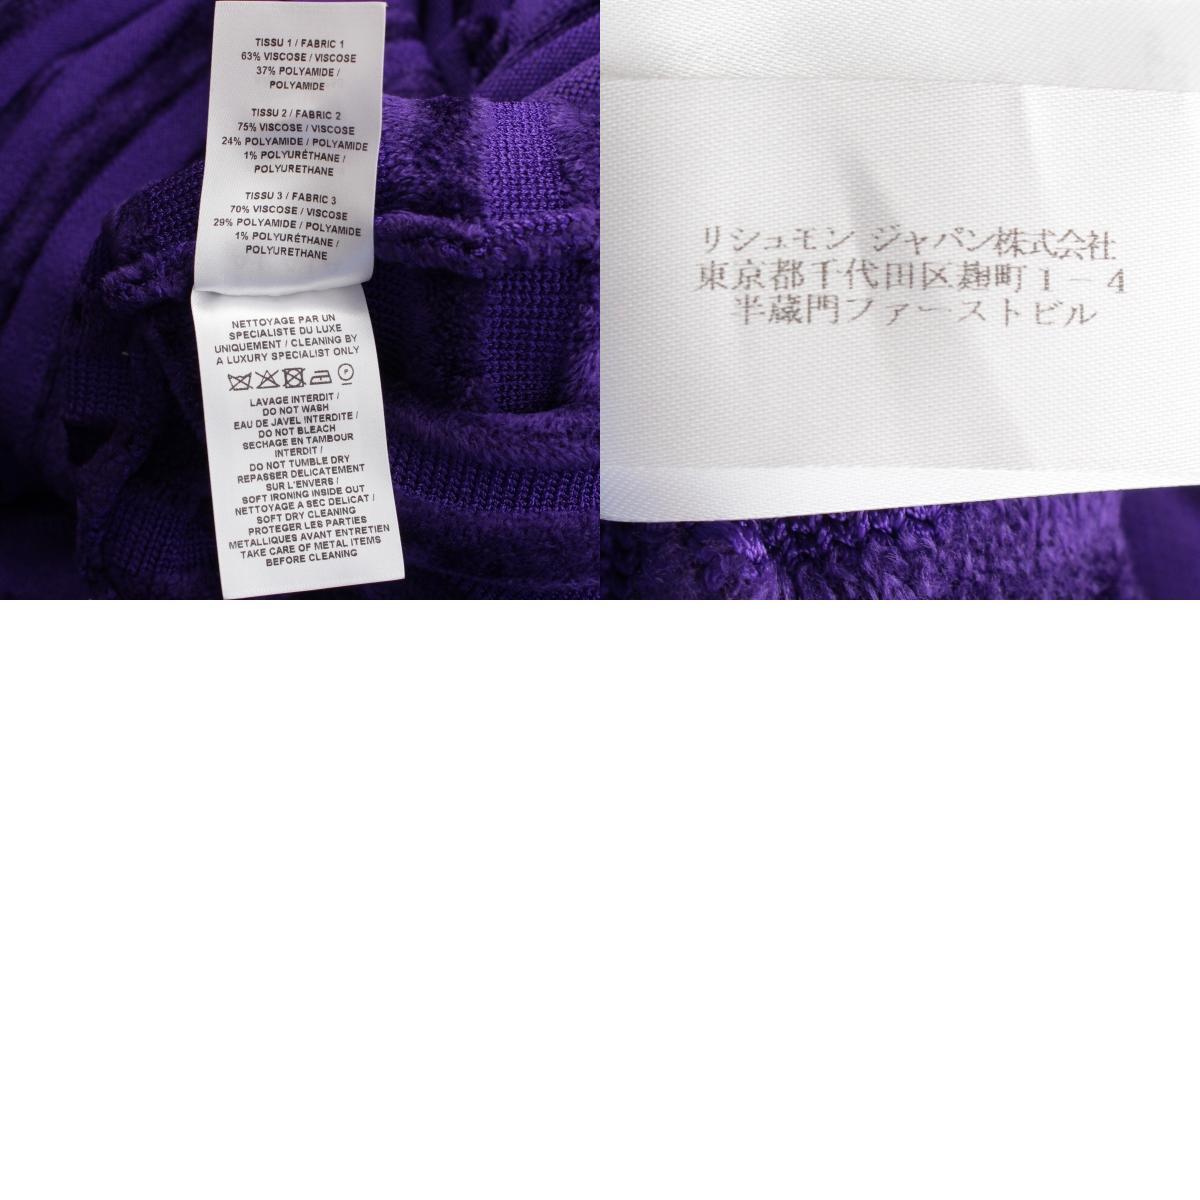 TISSU 1 / FABRIC 1
63% VISCOSE / VISCOSE
37% POLYAMIDE /
POLYAMIDE
TISSU 2 / FABRIC 2
75% VISCOSE / VISCOSE
24% POLYAMIDE / POLYAMIDE
1% POLYURÉTHANE /
POLYURETHANE
TISSU 3 / FABRIC 3
70% VISCOSE / VISCOSE
29% POLYAMIDE / POLYAMIDE
1% POLYURÉTHANE /
POLYURETHANE
NETTOYAGE PAR UN
SPECIALISTE DU LUXE
UNIQUEMENT / CLEANING BY
A LUXURY SPECIALIST ONLY
P
LAVAGE INTERDIT /
DO NOT WASH
EAU DE JAVEL INTERDITE /
DO NOT BLEACH
SECHAGE EN TAMBOUR
INTERDIT /
DO NOT TUMBLE DRY
REPASSER DELICATEMENT
SUR L'ENVERS /
SOFT IRONING INSIDE OUT
NETTOYAGE A SEC DELICAT /
SOFT DRY CLEANING
PROTEGER LES PARTIES
METALLIQUES AVANT ENTRETIEN
TAKE CARE OF METAL ITEMS
BEFORE CLEANING
リシュモン ジャパン株式会社
東京都千代田区麹町1-4
半蔵門ファーストビル